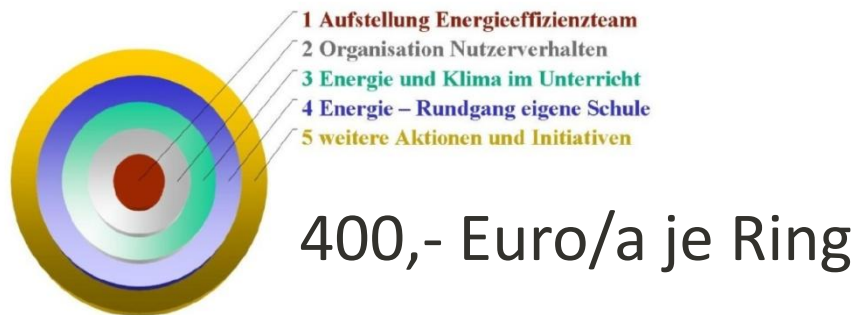 1 Aufstellung Energieeffizienzteam
2 Organisation Nutzerverhalten
3 Energie und Klima im Unterricht
4 Energie – Rundgang eigene Schule
5 weitere Aktionen und Initiativen
400,- Euro/a je Ring